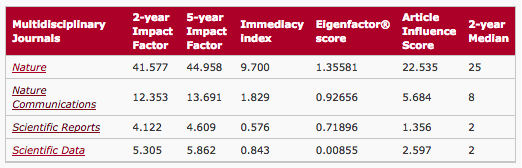 Multidisciplinary Journals 2-year Impact Factor 5-year Impact Factor Immediacy Index Eigenfactor® score Article Influence Score 2-year Median
Nature 41.577 44.958 9.700 1.35581 22.535 25
Nature Communications 12.353 13.691 1.829 0.92656 5.684 8
Scientific Reports 4.122 4.609 0.576 0.71896 1.356 2
Scientific Data 5.305 5.862 0.843 0.00855 2.597 2